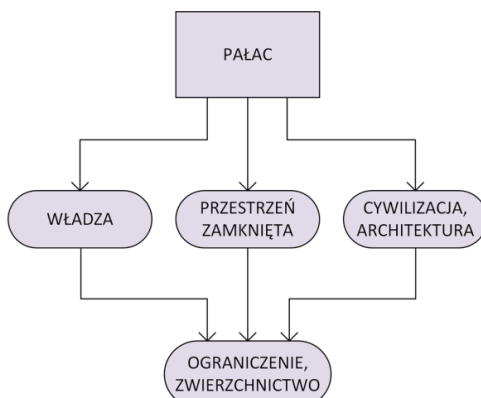 PAŁAC
WŁADZA
PRZESTRZEŃ
ZAMKNIĘTA
CYWILIZACJA,
ARCHITEKTURA
OGRANICZENIE,
ZWIERZCHNICTWO